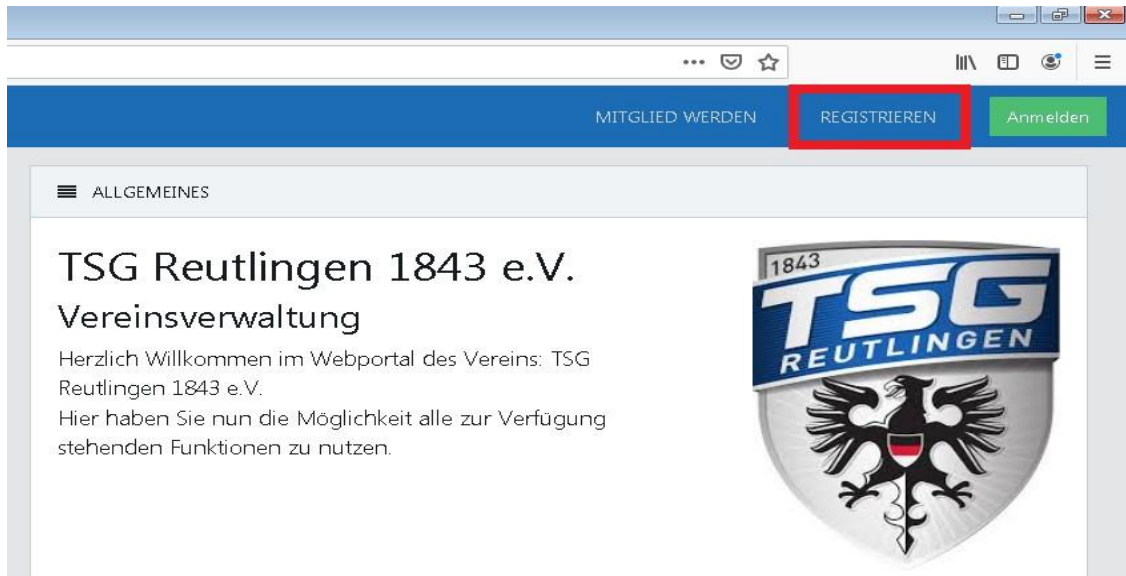 MITGLIED WERDEN REGISTRIEREN Anmelden
ALLGEMEINES
TSG Reutlingen 1843 e.V.
Vereinsverwaltung
Herzlich Willkommen im Webportal des Vereins: TSG
Reutlingen 1843 e.V.
Hier haben Sie nun die Möglichkeit alle zur Verfügung
stehenden Funktionen zu nutzen.
1843
TSG
REUTLINGEN